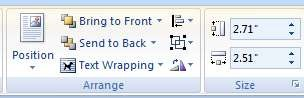 Bring to Front
2.71"
Position
Send to Back
2.51"
Text Wrapping
Arrange
Size